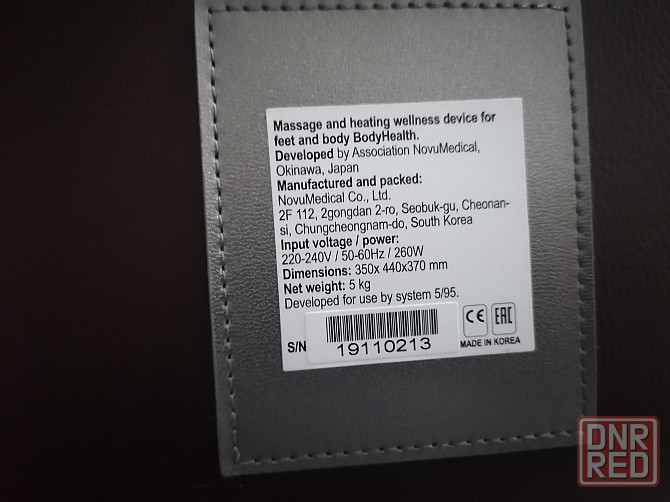 Massage and heating wellness device for
feet and body BodyHealth.
Developed by Association NovuMedical,
Okinawa, Japan
Manufactured and packed:
NovuMedical Co., Ltd.
2F 112, 2gongdan 2-ro, Seobuk-gu, Cheonan-
si, Chungcheongnam-do, South Korea
Input voltage / power:
220-240V / 50-60Hz / 260W
Dimensions: 350x 440x370 mm
Net weight: 5 kg
Developed for use by system 5/95.
S/N 19110213
CE EAC
MADE IN KOREA
DNR
RED